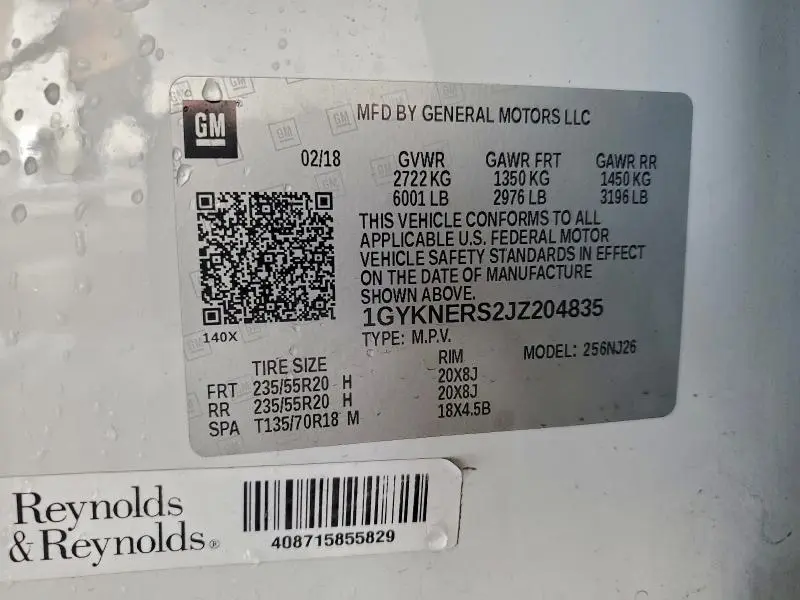 GM
MFD BY GENERAL MOTORS LLC
02/18 GVWR GAWR FRT GAWR RR
2722 KG 1350 KG 1450 KG
6001 LB 2976 LB 3196 LB
THIS VEHICLE CONFORMS TO ALL
APPLICABLE U.S. FEDERAL MOTOR
VEHICLE SAFETY STANDARDS IN EFFECT
ON THE DATE OF MANUFACTURE
SHOWN ABOVE.
1GYKNERS2JZ204835
140X
TYPE: M.P.V. MODEL: 256NJ26
TIRE SIZE RIM
FRT 235/55R20 H 20X8J
RR 235/55R20 H 20X8J
SPA T135/70R18 M 18X4.5B
Reynolds
& Reynolds®
408715855829